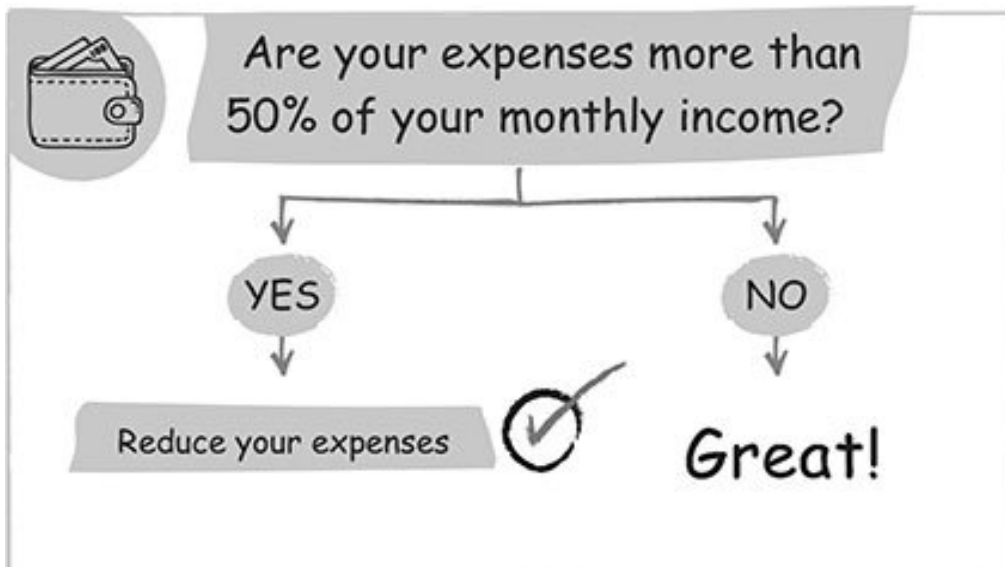 Are your expenses more than
50% of your monthly income?
YES
NO
Reduce your expenses
Great!